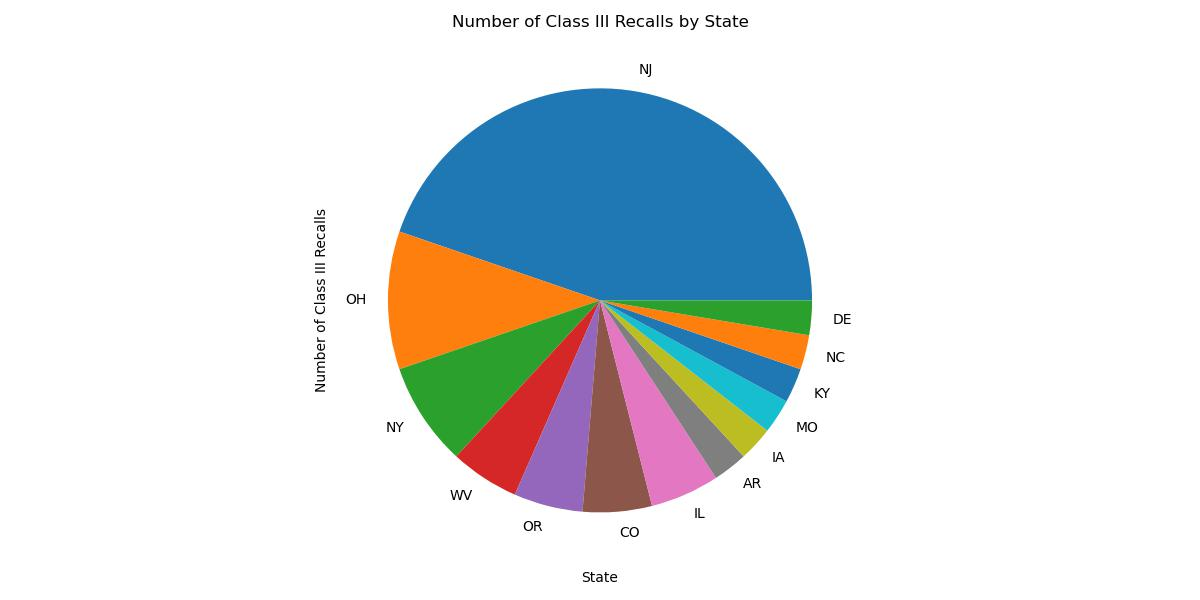 Number of Class III Recalls by State
NJ
OH
NY
WV
OR
CO
IL
AR
IA
MO
KY
NC
DE
Number of Class III Recalls
State